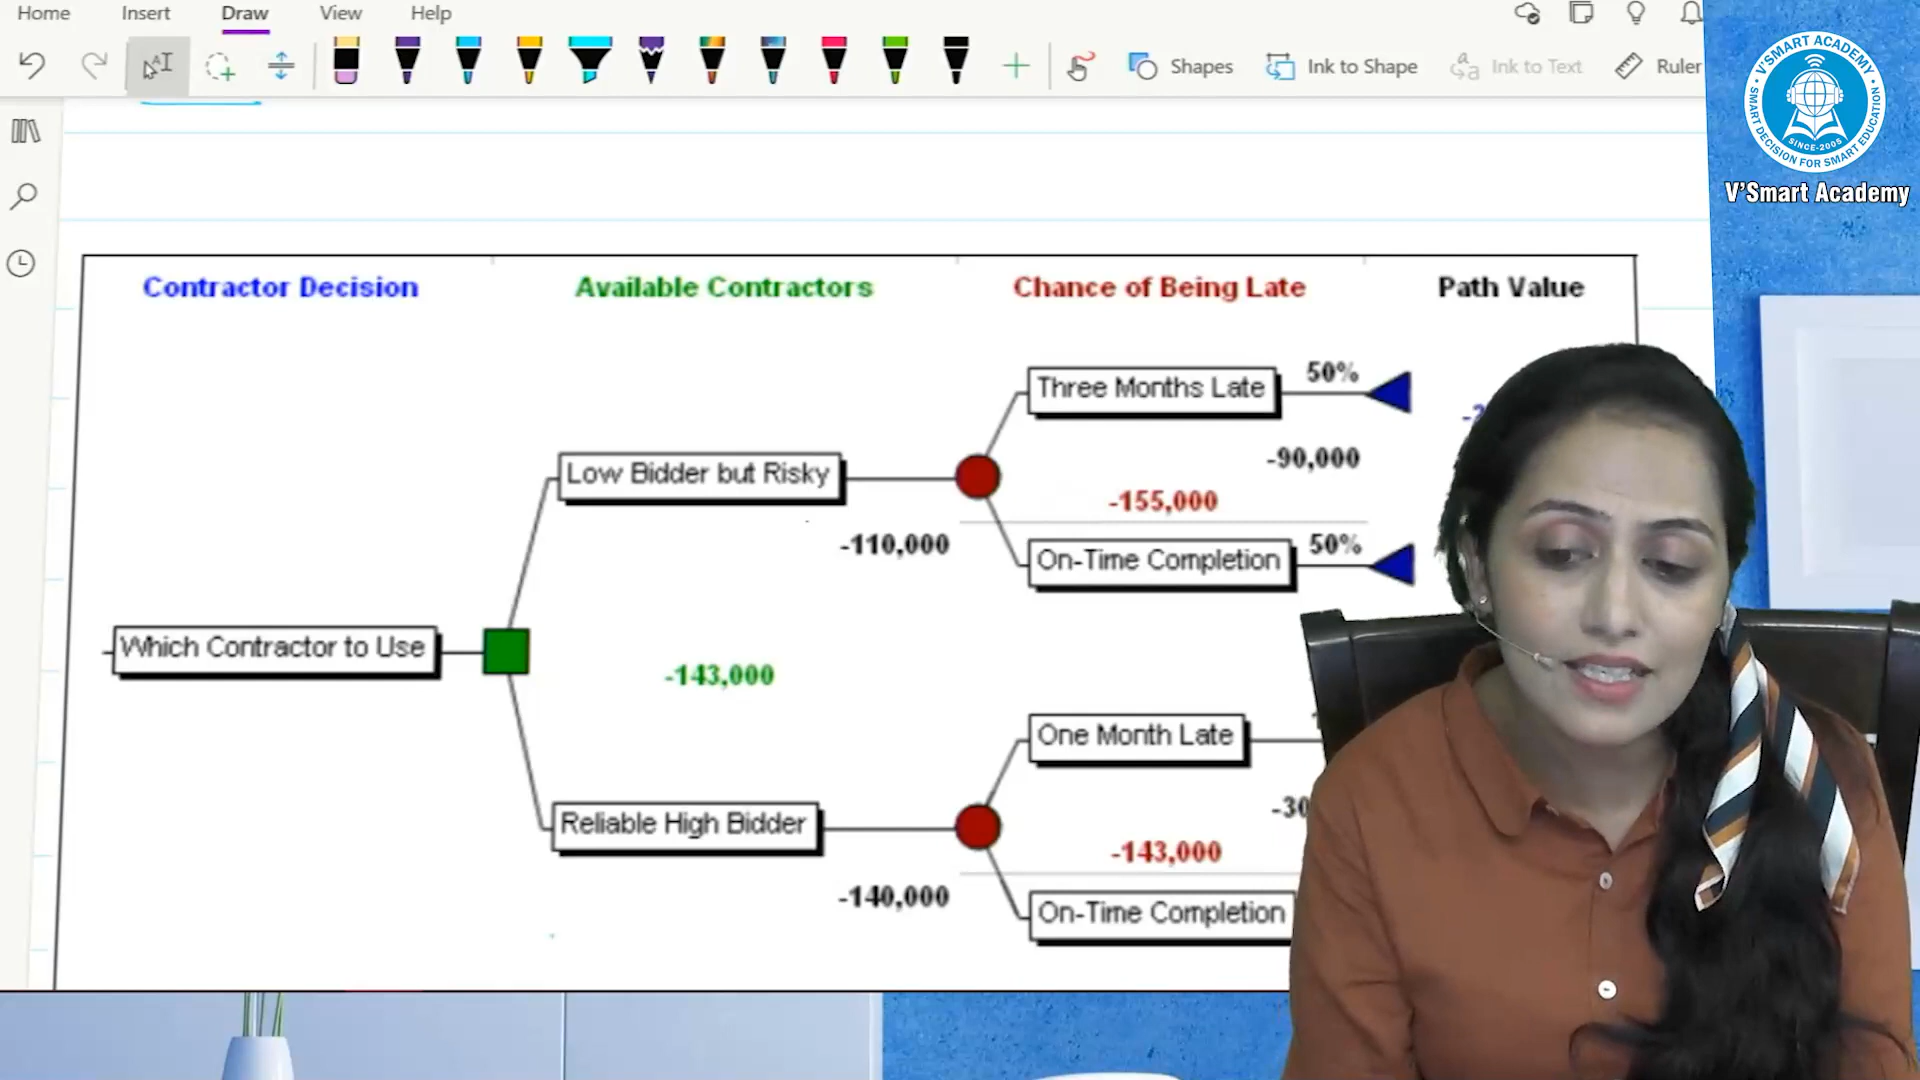 Home Insert Draw View Help
Shapes Ink to Shape Ink to Text Ruler
V'SMART ACADEMY
SMART DECISION FOR SMART EDUCATION
SINCE-2005
V'Smart Academy
Contractor Decision Available Contractors Chance of Being Late Path Value
Three Months Late 50%
-90,000
Low Bidder but Risky
-155,000
-110,000
On-Time Completion 50%
Which Contractor to Use
-143,000
One Month Late
-30
Reliable High Bidder
-143,000
-140,000
On-Time Completion